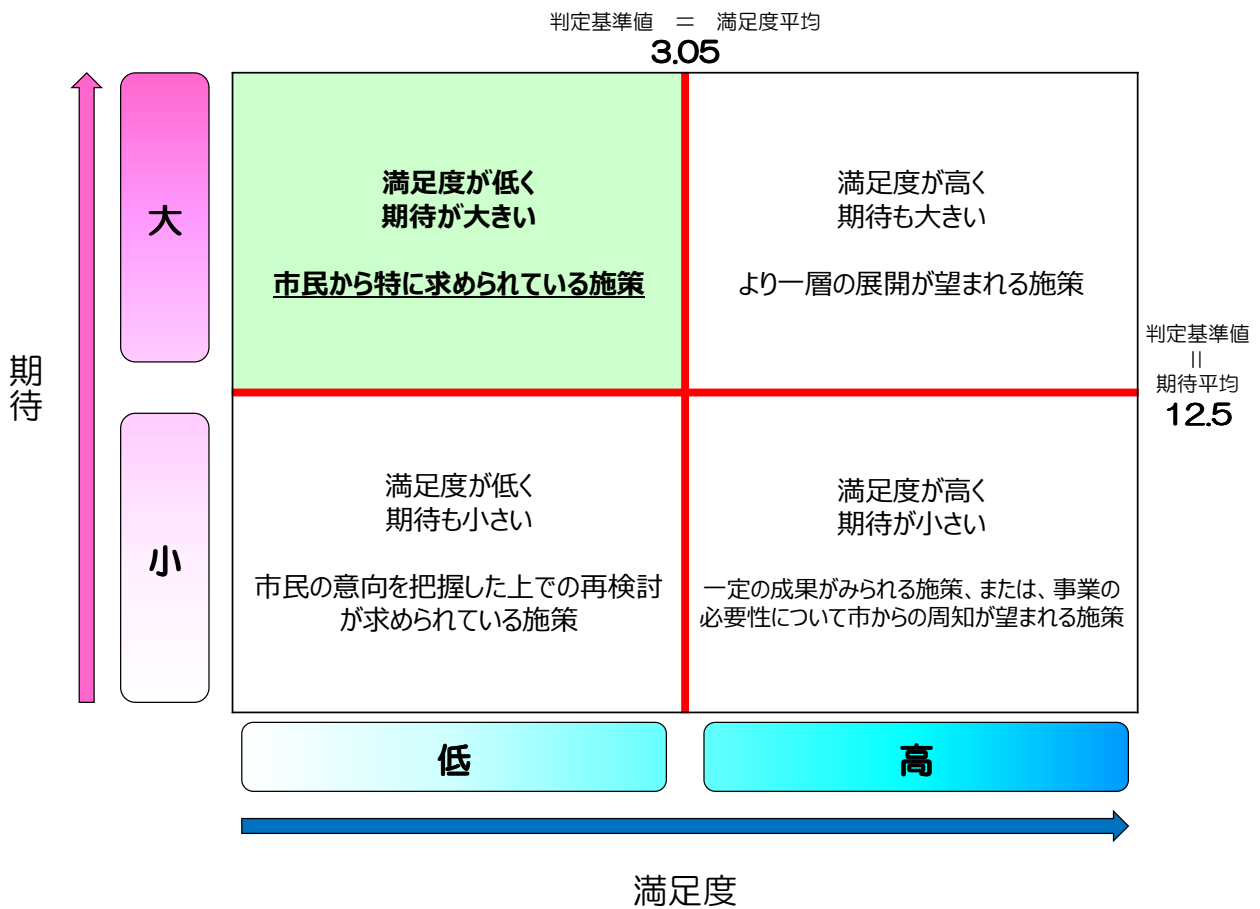 判定基準値 ＝ 満足度平均
3.05
大
満足度が低く
期待が大きい
市民から特に求められている施策
満足度が高く
期待も大きい
より一層の展開が望まれる施策
期待
判定基準値
＝
期待平均
12.5
小
満足度が低く
期待も小さい
市民の意向を把握した上での再検討
が求められている施策
満足度が高く
期待が小さい
一定の成果がみられる施策、または、事業の
必要性について市からの周知が望まれる施策
低
高
満足度